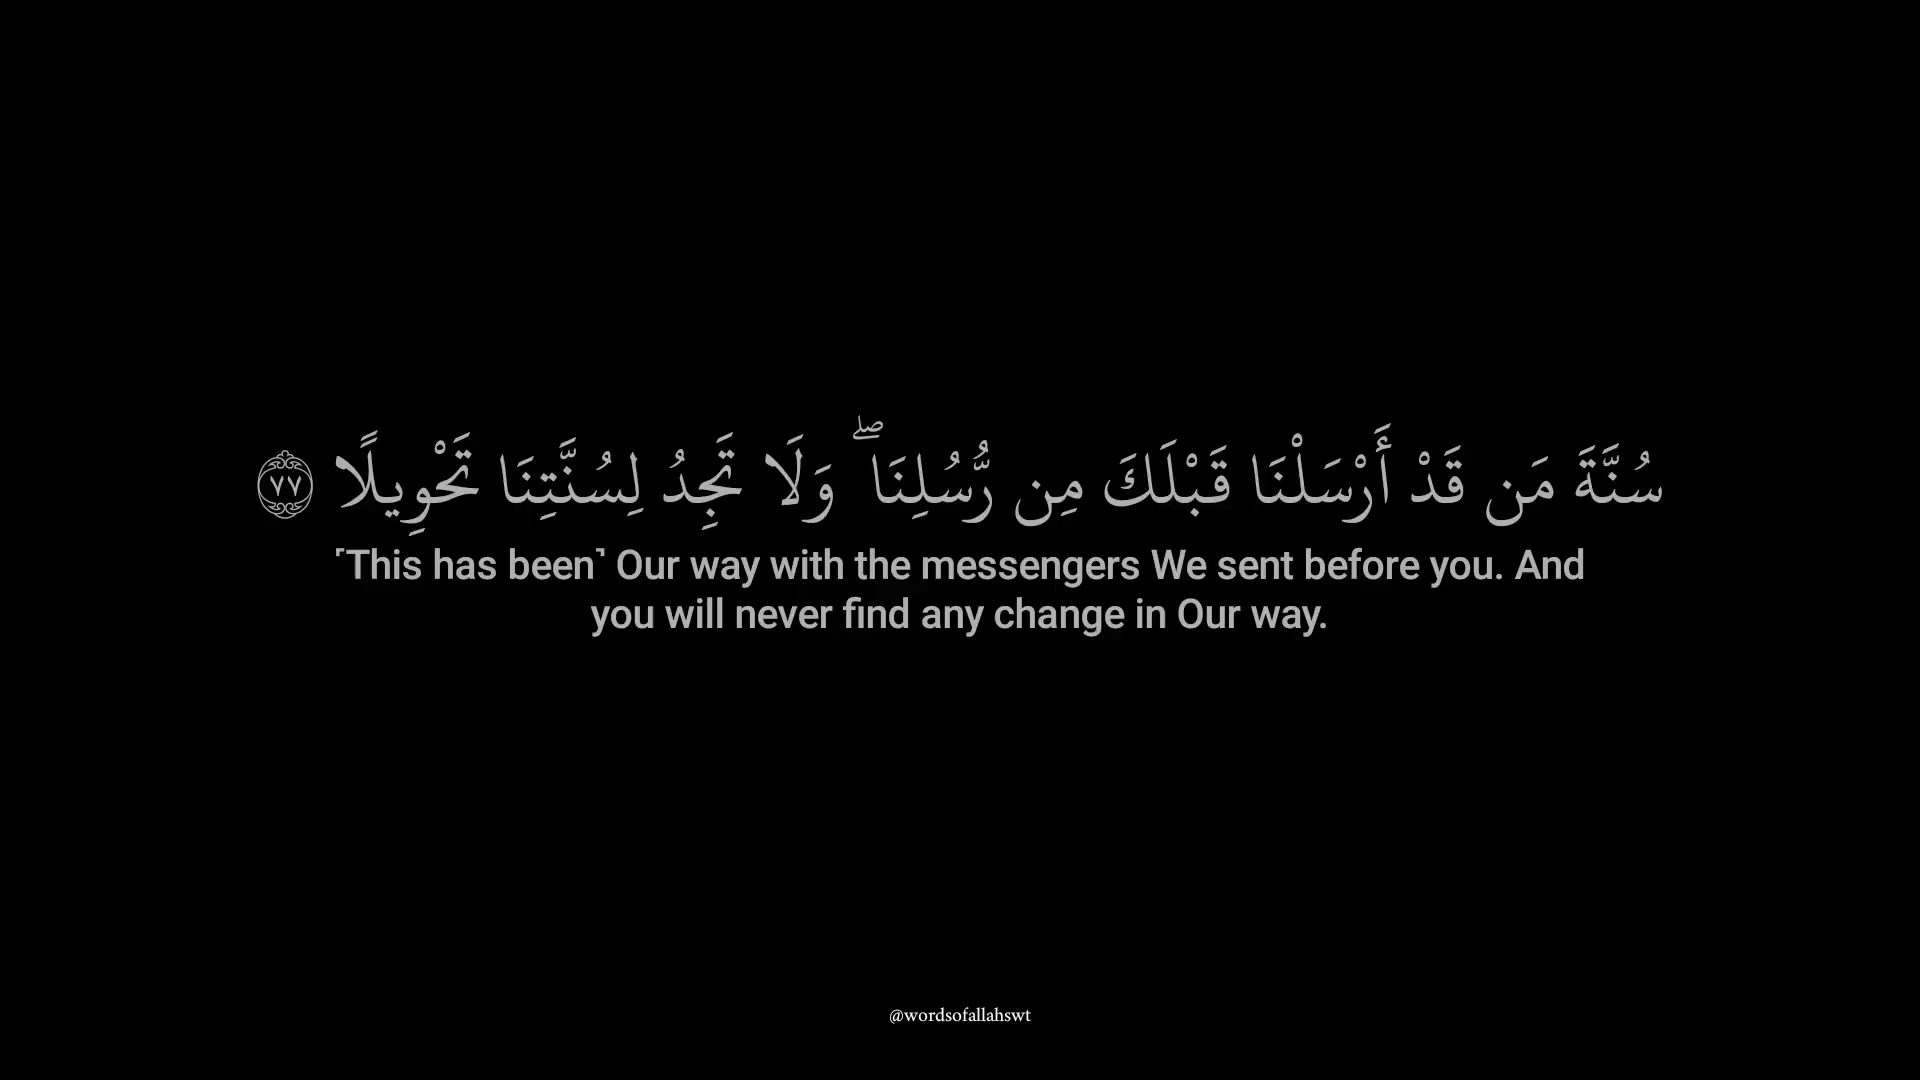 سُنَّةَ مَن قَدْ أَرْسَلْنَا قَبْلَكَ مِن رُّسُلِنَا ۖ وَلَا تَجِدُ لِسُنَّتِنَا تَحْوِيلًا ٧٧
⸢This has been⸣ Our way with the messengers We sent before you. And
you will never find any change in Our way.
@wordsofallahswt